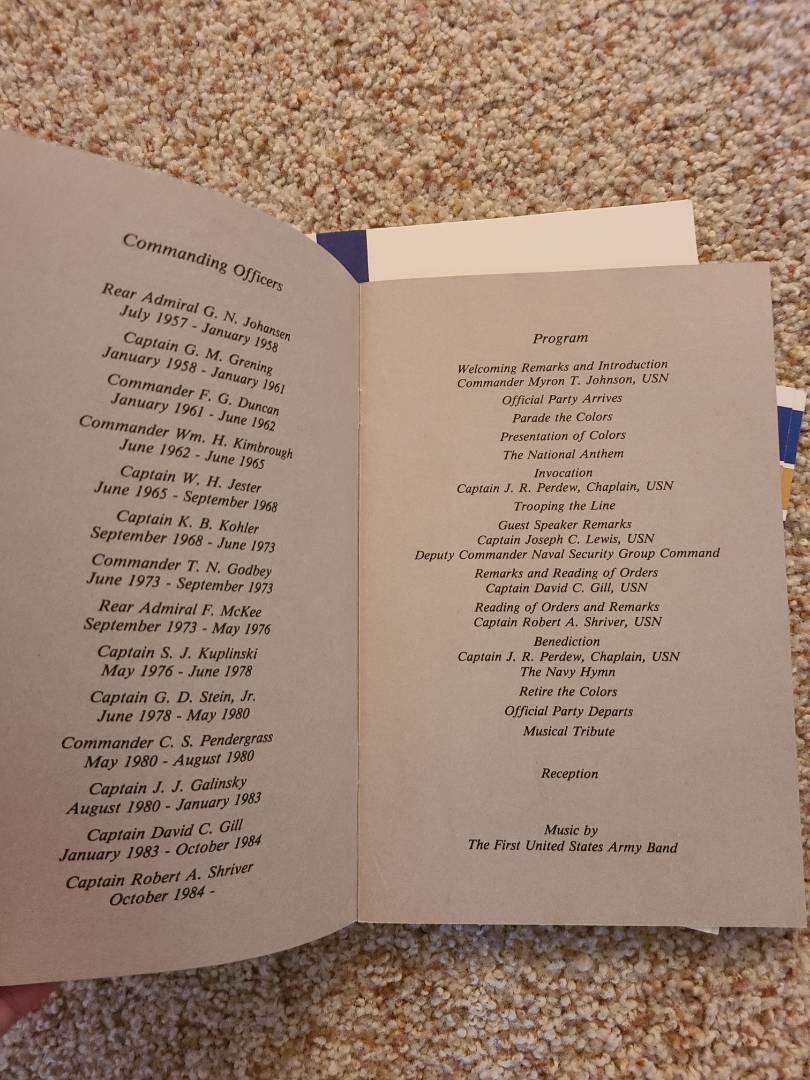 Commanding Officers
Rear Admiral G. N. Johansen
July 1957 - January 1958
Captain G. M. Grening
January 1958 - January 1961
Commander F. G. Duncan
January 1961 - June 1962
Commander Wm. H. Kimbrough
June 1962 - June 1965
Captain W. H. Jester
June 1965 - September 1968
Captain K. B. Kohler
September 1968 - June 1973
Commander T. N. Godbey
June 1973 - September 1973
Rear Admiral F. McKee
September 1973 - May 1976
Captain S. J. Kuplinski
May 1976 - June 1978
Captain G. D. Stein, Jr.
June 1978 - May 1980
Commander C. S. Pendergrass
May 1980 - August 1980
Captain J. J. Galinsky
August 1980 - January 1983
Captain David C. Gill
January 1983 - October 1984
Captain Robert A. Shriver
October 1984 -
Program
Welcoming Remarks and Introduction
Commander Myron T. Johnson, USN
Official Party Arrives
Parade the Colors
Presentation of Colors
The National Anthem
Invocation
Captain J. R. Perdew, Chaplain, USN
Trooping the Line
Guest Speaker Remarks
Captain Joseph C. Lewis, USN
Deputy Commander Naval Security Group Command
Remarks and Reading of Orders
Captain David C. Gill, USN
Reading of Orders and Remarks
Captain Robert A. Shriver, USN
Benediction
Captain J. R. Perdew, Chaplain, USN
The Navy Hymn
Retire the Colors
Official Party Departs
Musical Tribute
Reception
Music by
The First United States Army Band